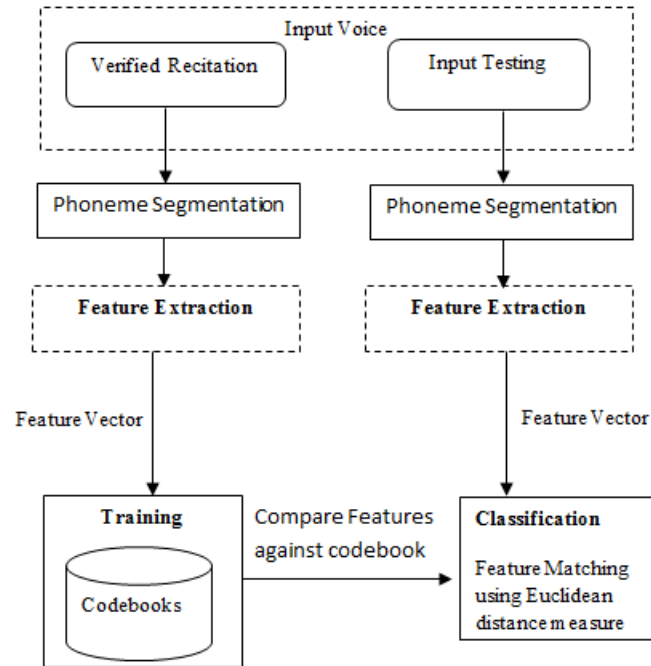 Input Voice
Verified Recitation
Input Testing
Phoneme Segmentation
Phoneme Segmentation
Feature Extraction
Feature Extraction
Feature Vector
Feature Vector
Training
Codebooks
Compare Features
against codebook
Classification
Feature Matching
using Euclidean
distance measure